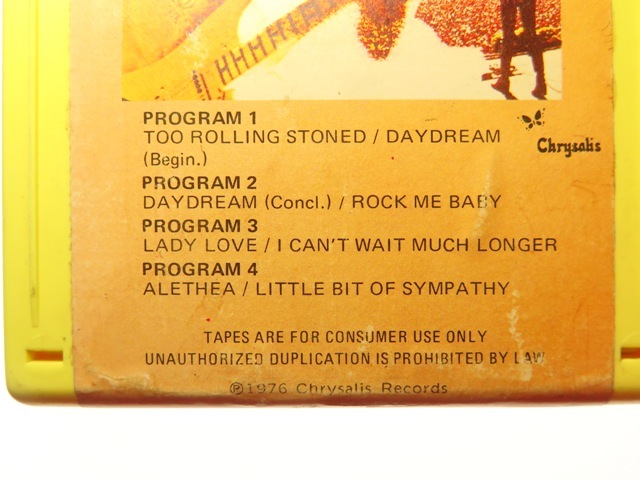 PROGRAM 1
TOO ROLLING STONED / DAYDREAM
(Begin.)
Chrysalis
PROGRAM 2
DAYDREAM (Concl.) / ROCK ME BABY
PROGRAM 3
LADY LOVE / I CAN'T WAIT MUCH LONGER
PROGRAM 4
ALETHEA / LITTLE BIT OF SYMPATHY
TAPES ARE FOR CONSUMER USE ONLY
UNAUTHORIZED DUPLICATION IS PROHIBITED BY LAW
℗1976 Chrysalis Records